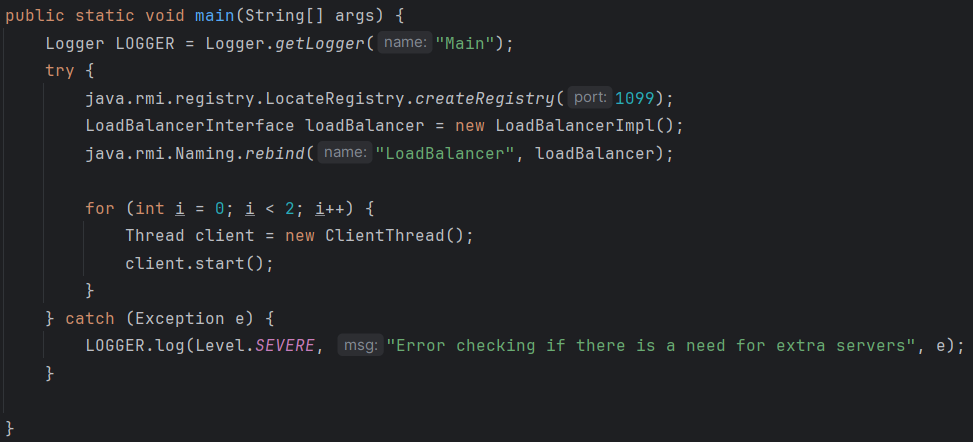 public static void main(String[] args) {
    Logger LOGGER = Logger.getLogger( name: "Main");
    try {
        java.rmi.registry.LocateRegistry.createRegistry( port: 1099);
        LoadBalancerInterface loadBalancer = new LoadBalancerImpl();
        java.rmi.Naming.rebind( name: "LoadBalancer", loadBalancer);

        for (int i = 0; i < 2; i++) {
            Thread client = new ClientThread();
            client.start();
        }
    } catch (Exception e) {
        LOGGER.log(Level.SEVERE, msg: "Error checking if there is a need for extra servers", e);
    }

}